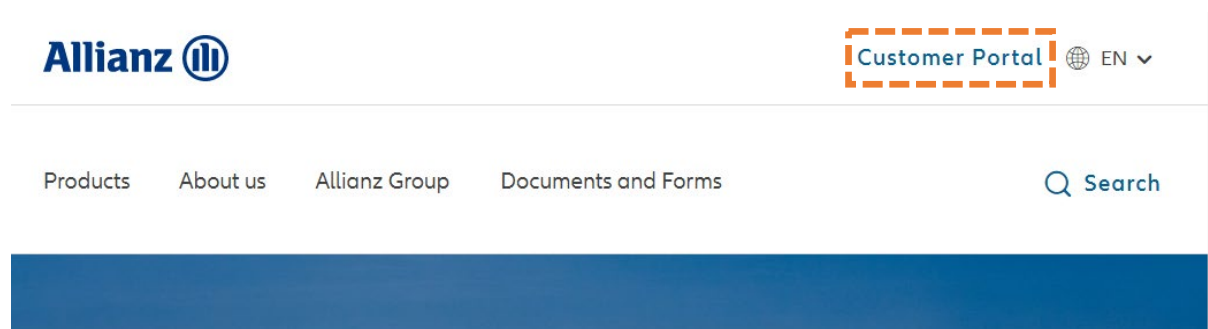 Allianz
Customer Portal EN
Products About us Allianz Group Documents and Forms Search